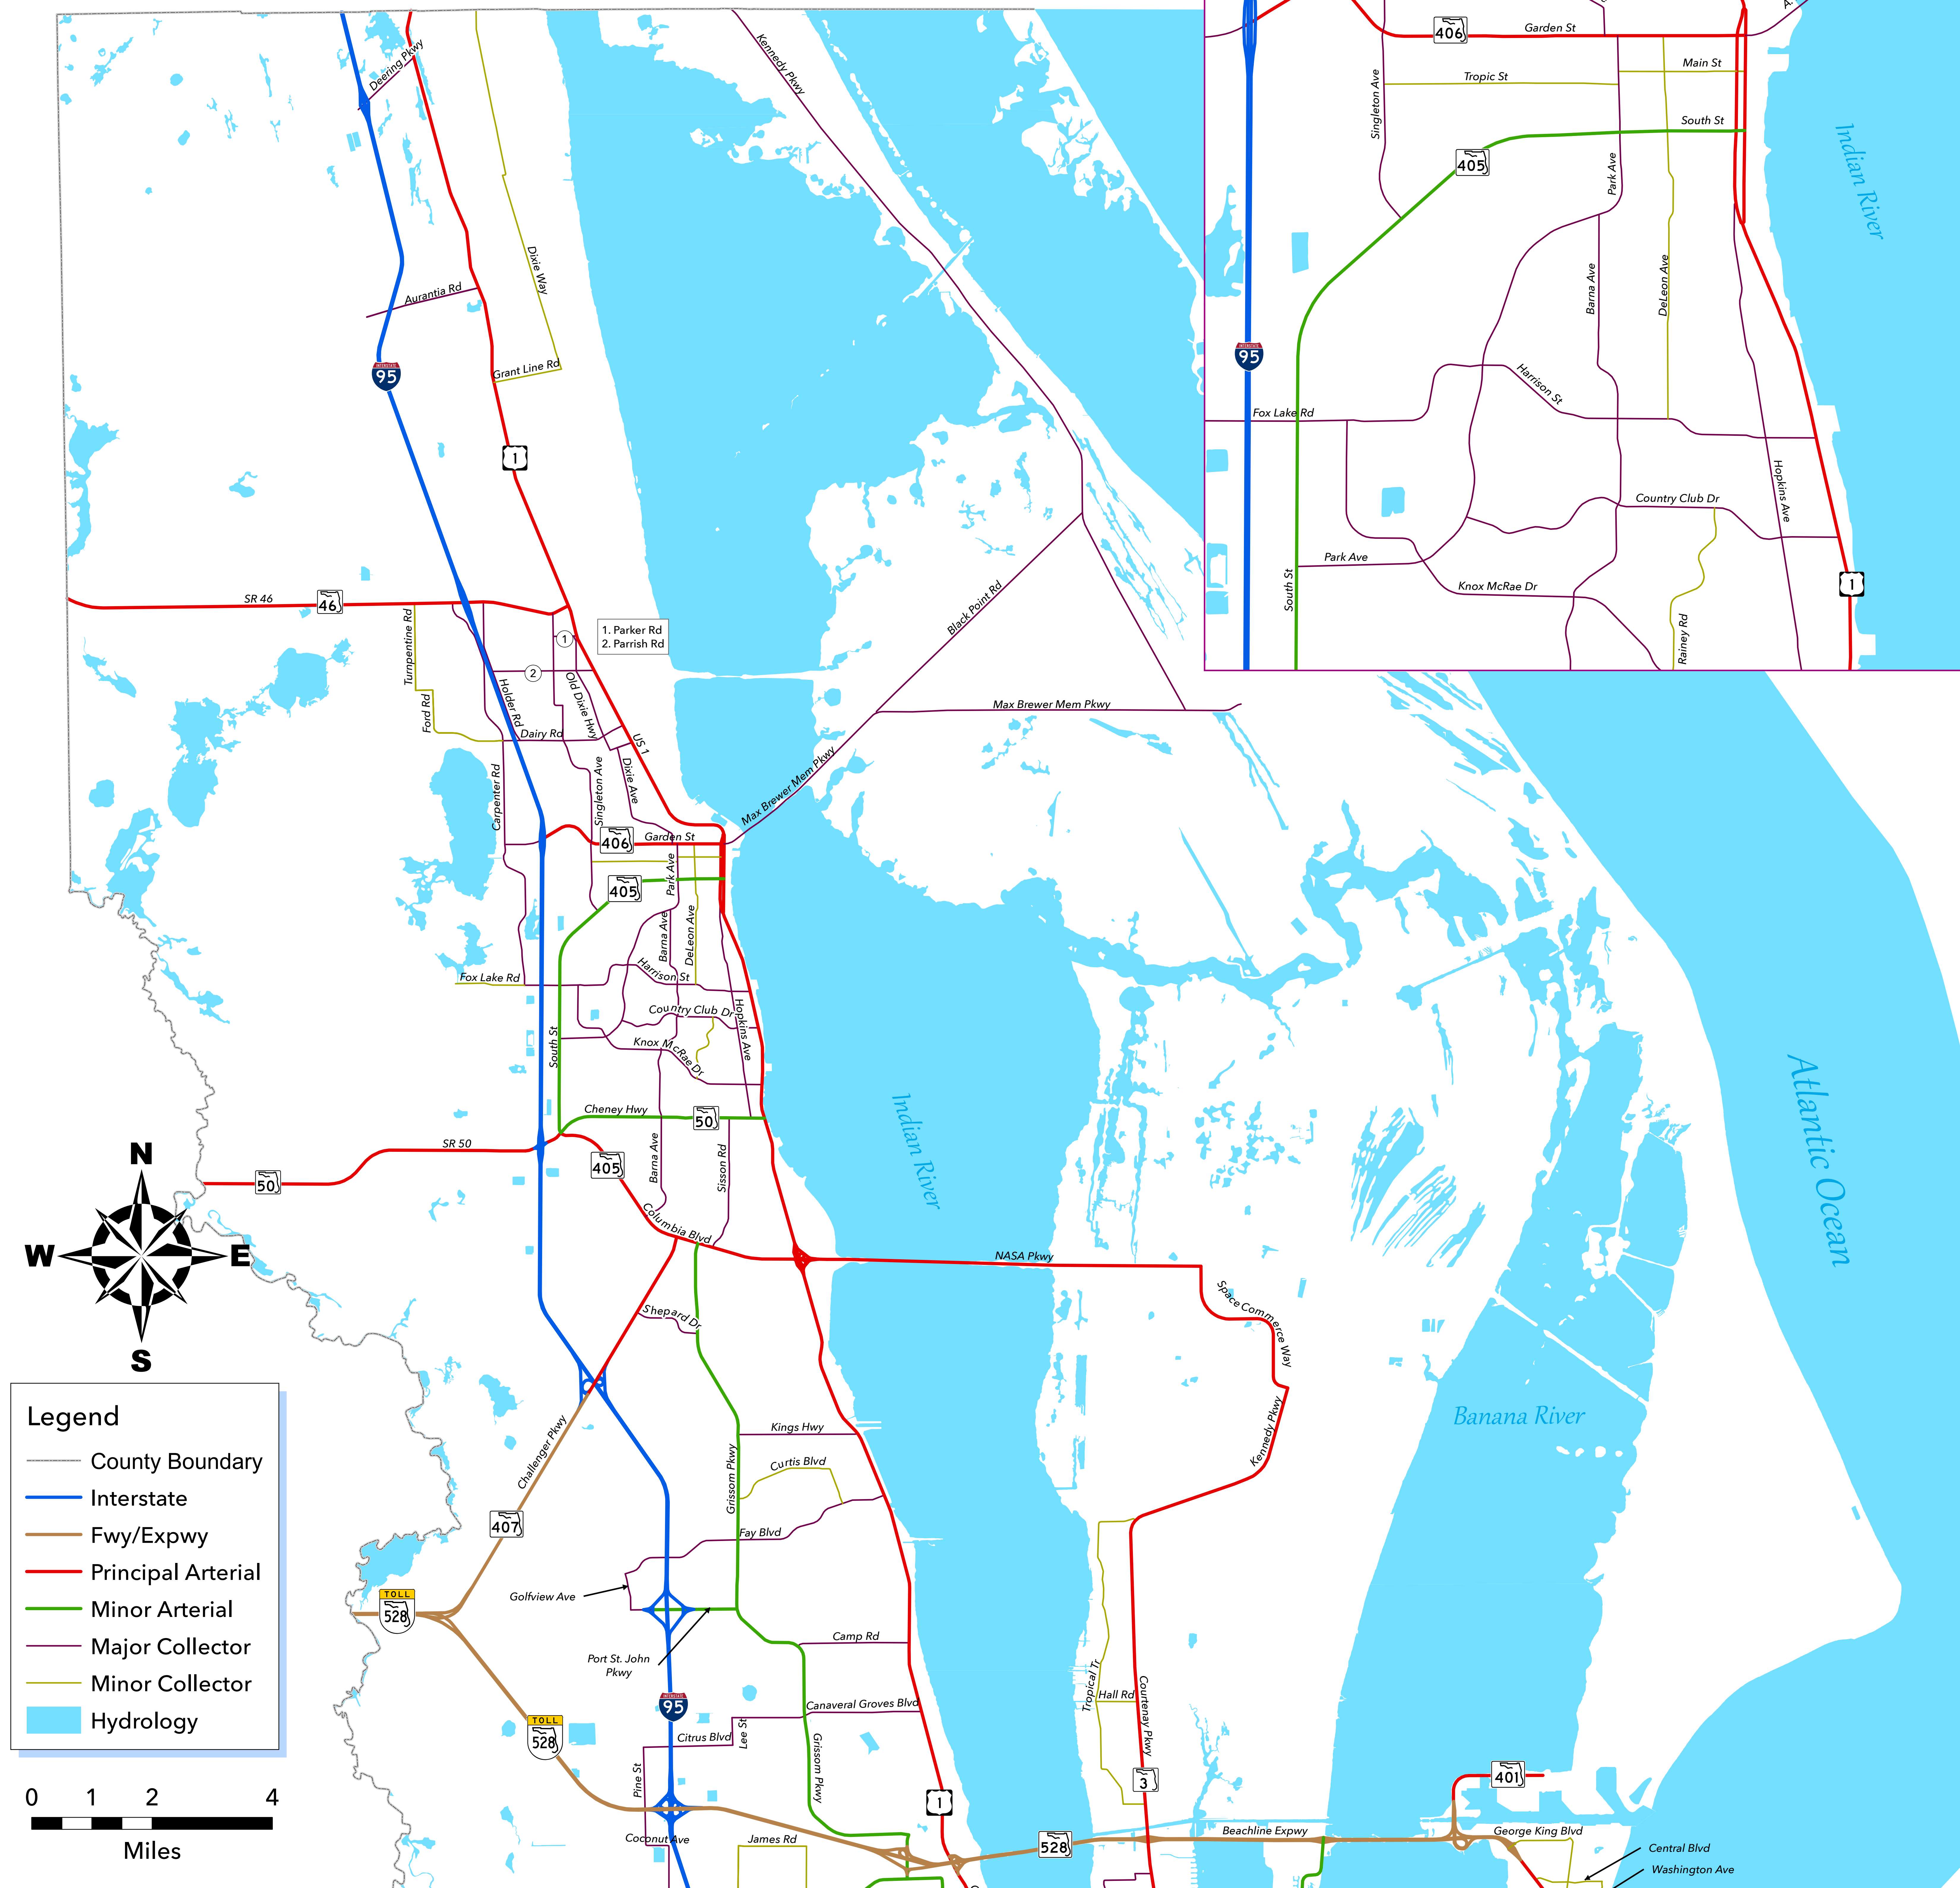 Deering Pkwy
Kennedy Pkwy
Dixie Way
Aurantia Rd
95
Grant Line Rd
1
SR 46
46
Black Point Rd
1
1. Parker Rd
2. Parrish Rd
2
Turnpentine Rd
Ford Rd
Holder Rd
Old Dixie Hwy
Dairy Rd
US 1
Max Brewer Mem Pkwy
Max Brewer Mem Pkwy
Carpenter Rd
Singleton Ave
Dixie Ave
406
Garden St
405
Park Ave
Barna Ave
DeLeon Ave
Fox Lake Rd
Harrison St
Country Club Dr
Hopkins Ave
South St
Knox McRae Dr
Cheney Hwy
50
SR 50
50
405
Barna Ave
Sisson Rd
Columbia Blvd
NASA Pkwy
Space Commerce Way
Kennedy Pkwy
Indian River
Atlantic Ocean
Banana River
Shepard Dr
Challenger Pkwy
407
Kings Hwy
Curtis Blvd
Grissom Pkwy
Fay Blvd
Golfview Ave
Port St. John
Pkwy
Camp Rd
TOLL
528
TOLL
528
95
Canaveral Groves Blvd
Citrus Blvd
Lee St
Pine St
Grissom Pkwy
Coconut Ave
James Rd
1
Tropical Tr
Hall Rd
Courtenay Pkwy
3
528
Beachline Expwy
401
George King Blvd
Central Blvd
Washington Ave
406
Garden St
Main St
Tropic St
Singleton Ave
South St
405
Park Ave
Indian River
Barna Ave
DeLeon Ave
95
Harrison St
Fox Lake Rd
Hopkins Ave
Country Club Dr
Park Ave
Knox McRae Dr
South St
Rainey Rd
1
N
W
E
S
Legend
County Boundary
Interstate
Fwy/Expwy
Principal Arterial
Minor Arterial
Major Collector
Minor Collector
Hydrology
0 1 2 4
Miles